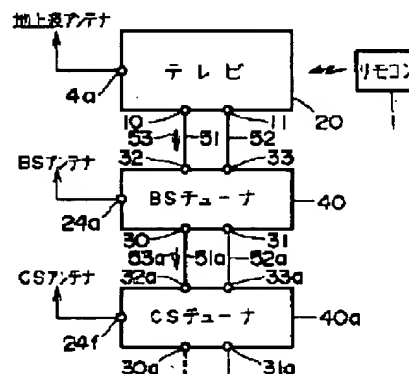 地上波アンテナ
テレビ
リモコン
4a
20
1
10
11
53
51
52
32
33
BSアンテナ
BSチューナ
40
24a
30
31
53a
51a
52a
32a
33a
CSアンテナ
CSチューナ
40a
24f
30a
31a